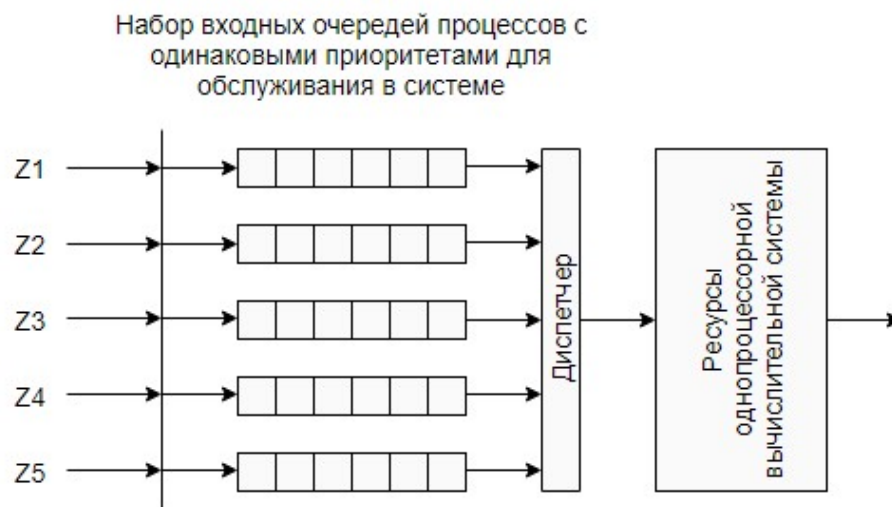 Набор входных очередей процессов с
одинаковыми приоритетами для
обслуживания в системе
Z1
Z2
Z3
Z4
Z5
Диспетчер
Ресурсы
однопроцессорной
вычислительной системы